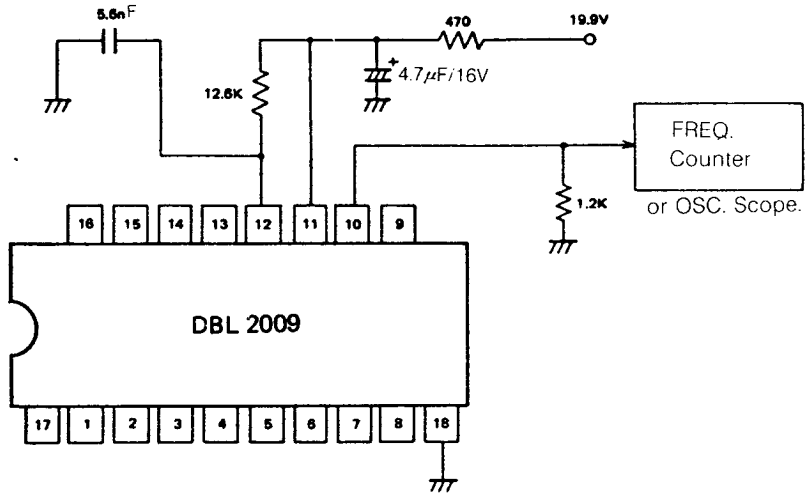 5.6nF
470
19.9V
12.6K
4.7µF/16V
+
FREQ.
Counter
or OSC. Scope.
1.2K
16 15 14 13 12 11 10 9
DBL 2009
17 1 2 3 4 5 6 7 8 18